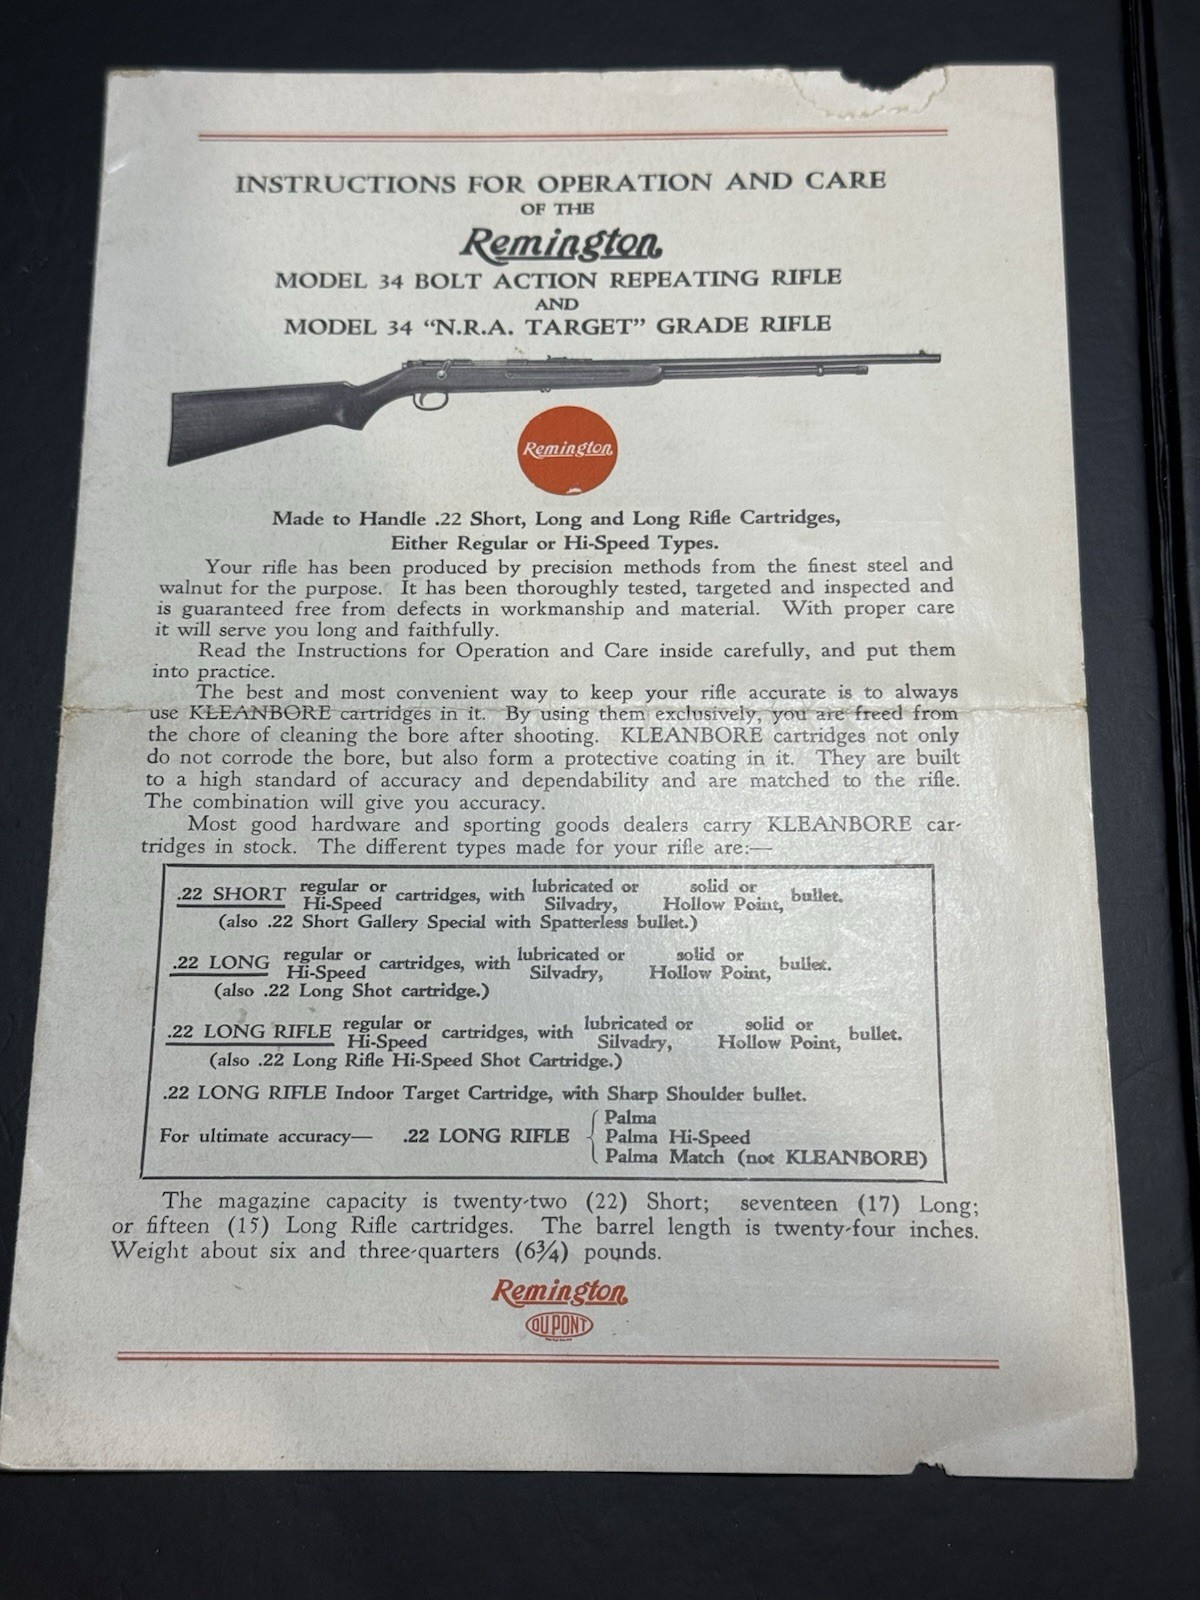 INSTRUCTIONS FOR OPERATION AND CARE
OF THE
Remington
MODEL 34 BOLT ACTION REPEATING RIFLE
AND
MODEL 34 “N.R.A. TARGET” GRADE RIFLE
Remington
Made to Handle .22 Short, Long and Long Rifle Cartridges,
Either Regular or Hi-Speed Types.
Your rifle has been produced by precision methods from the finest steel and
walnut for the purpose. It has been thoroughly tested, targeted and inspected and
is guaranteed free from defects in workmanship and material. With proper care
it will serve you long and faithfully.
Read the Instructions for Operation and Care inside carefully, and put them
into practice.
The best and most convenient way to keep your rifle accurate is to always
use KLEANBORE cartridges in it. By using them exclusively, you are freed from
the chore of cleaning the bore after shooting. KLEANBORE cartridges not only
do not corrode the bore, but also form a protective coating in it. They are built
to a high standard of accuracy and dependability and are matched to the rifle.
The combination will give you accuracy.
Most good hardware and sporting goods dealers carry KLEANBORE car-
tridges in stock. The different types made for your rifle are:—
.22 SHORT regular or Hi-Speed cartridges, with lubricated or Silvadry, solid or Hollow Point, bullet.
(also .22 Short Gallery Special with Spatterless bullet.)
.22 LONG regular or Hi-Speed cartridges, with lubricated or Silvadry, solid or Hollow Point, bullet.
(also .22 Long Shot cartridge.)
.22 LONG RIFLE regular or Hi-Speed cartridges, with lubricated or Silvadry, solid or Hollow Point, bullet.
(also .22 Long Rifle Hi-Speed Shot Cartridge.)
.22 LONG RIFLE Indoor Target Cartridge, with Sharp Shoulder bullet.
For ultimate accuracy— .22 LONG RIFLE
Palma
Palma Hi-Speed
Palma Match (not KLEANBORE)
The magazine capacity is twenty-two (22) Short; seventeen (17) Long;
or fifteen (15) Long Rifle cartridges. The barrel length is twenty-four inches.
Weight about six and three-quarters (6¾) pounds.
Remington
DU PONT